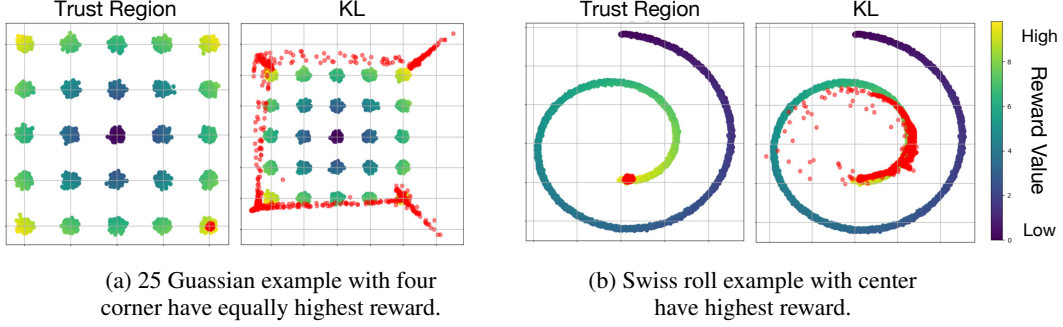 Trust Region
KL
Trust Region
KL
High
8
6
4
2
0
Low
Reward Value
(a) 25 Guassian example with four
corner have equally highest reward.
(b) Swiss roll example with center
have highest reward.